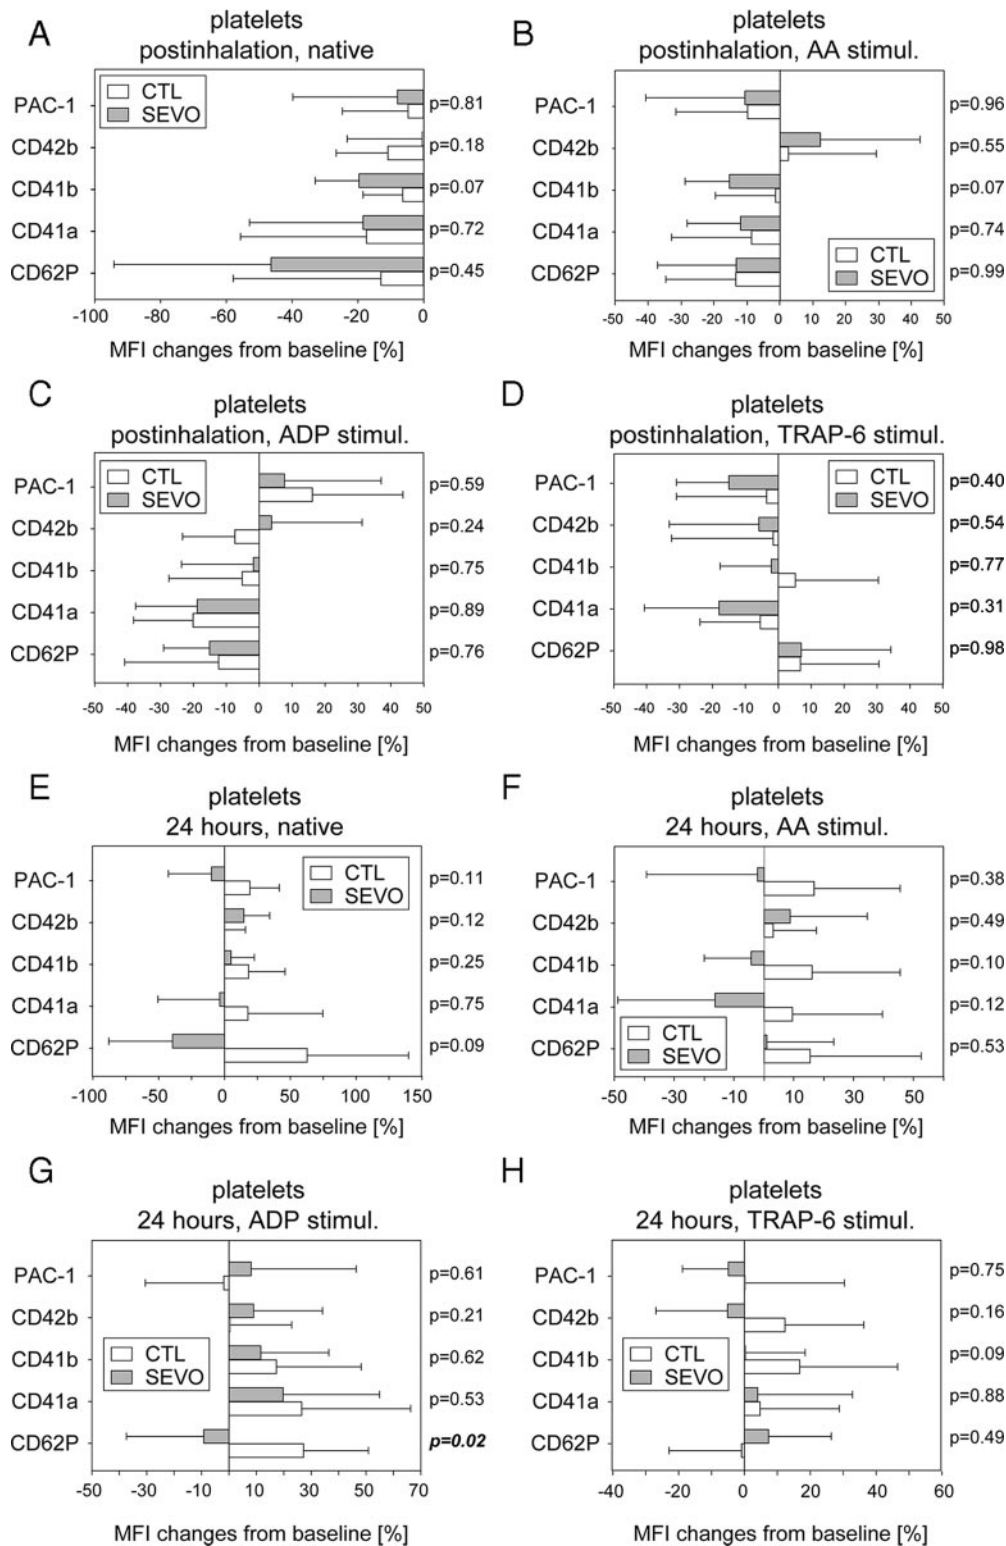 A
platelets
postinhalation, native
CTL
SEVO
PAC-1
CD42b
CD41b
CD41a
CD62P
p=0.81
p=0.18
p=0.07
p=0.72
p=0.45
-100 -80 -60 -40 -20 0
MFI changes from baseline [%]
B
platelets
postinhalation, AA stimul.
PAC-1
CD42b
CD41b
CD41a
CD62P
CTL
SEVO
p=0.96
p=0.55
p=0.07
p=0.74
p=0.99
-50 -40 -30 -20 -10 0 10 20 30 40 50
MFI changes from baseline [%]
C
platelets
postinhalation, ADP stimul.
CTL
SEVO
PAC-1
CD42b
CD41b
CD41a
CD62P
p=0.59
p=0.24
p=0.75
p=0.89
p=0.76
-50 -40 -30 -20 -10 0 10 20 30 40 50
MFI changes from baseline [%]
D
platelets
postinhalation, TRAP-6 stimul.
CTL
SEVO
PAC-1
CD42b
CD41b
CD41a
CD62P
p=0.40
p=0.54
p=0.77
p=0.31
p=0.98
-50 -40 -30 -20 -10 0 10 20 30 40 50
MFI changes from baseline [%]
E
platelets
24 hours, native
CTL
SEVO
PAC-1
CD42b
CD41b
CD41a
CD62P
p=0.11
p=0.12
p=0.25
p=0.75
p=0.09
-100 -50 0 50 100 150
MFI changes from baseline [%]
F
platelets
24 hours, AA stimul.
PAC-1
CD42b
CD41b
CD41a
CD62P
CTL
SEVO
p=0.38
p=0.49
p=0.10
p=0.12
p=0.53
-50 -30 -10 10 30 50
MFI changes from baseline [%]
G
platelets
24 hours, ADP stimul.
PAC-1
CD42b
CD41b
CD41a
CD62P
CTL
SEVO
p=0.61
p=0.21
p=0.62
p=0.53
p=0.02
-50 -30 -10 10 30 50 70
MFI changes from baseline [%]
H
platelets
24 hours, TRAP-6 stimul.
PAC-1
CD42b
CD41b
CD41a
CD62P
CTL
SEVO
p=0.75
p=0.16
p=0.09
p=0.88
p=0.49
-40 -20 0 20 40 60
MFI changes from baseline [%]